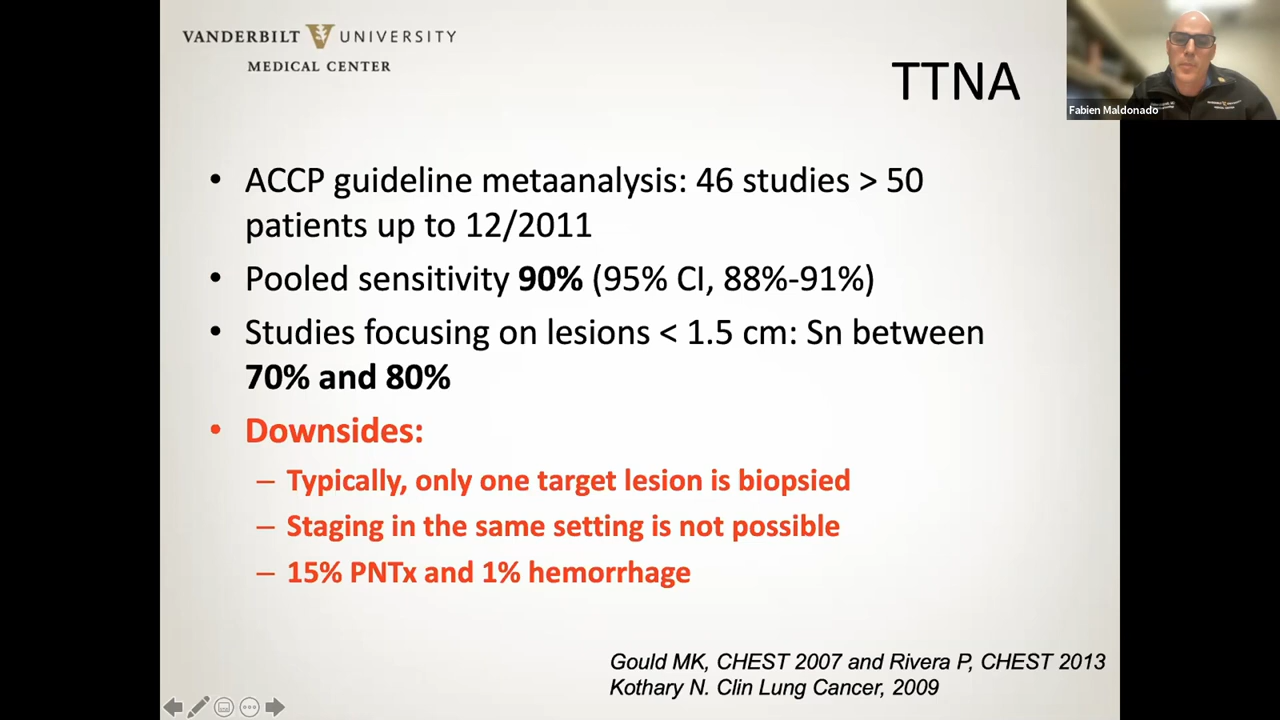 VANDERBILT V UNIVERSITY
MEDICAL CENTER
TTNA
Fabien Maldonado
• ACCP guideline metaanalysis: 46 studies > 50
patients up to 12/2011
• Pooled sensitivity 90% (95% CI, 88%-91%)
• Studies focusing on lesions < 1.5 cm: Sn between
70% and 80%
• Downsides:
– Typically, only one target lesion is biopsied
– Staging in the same setting is not possible
– 15% PNTx and 1% hemorrhage
Gould MK, CHEST 2007 and Rivera P, CHEST 2013
Kothary N. Clin Lung Cancer, 2009